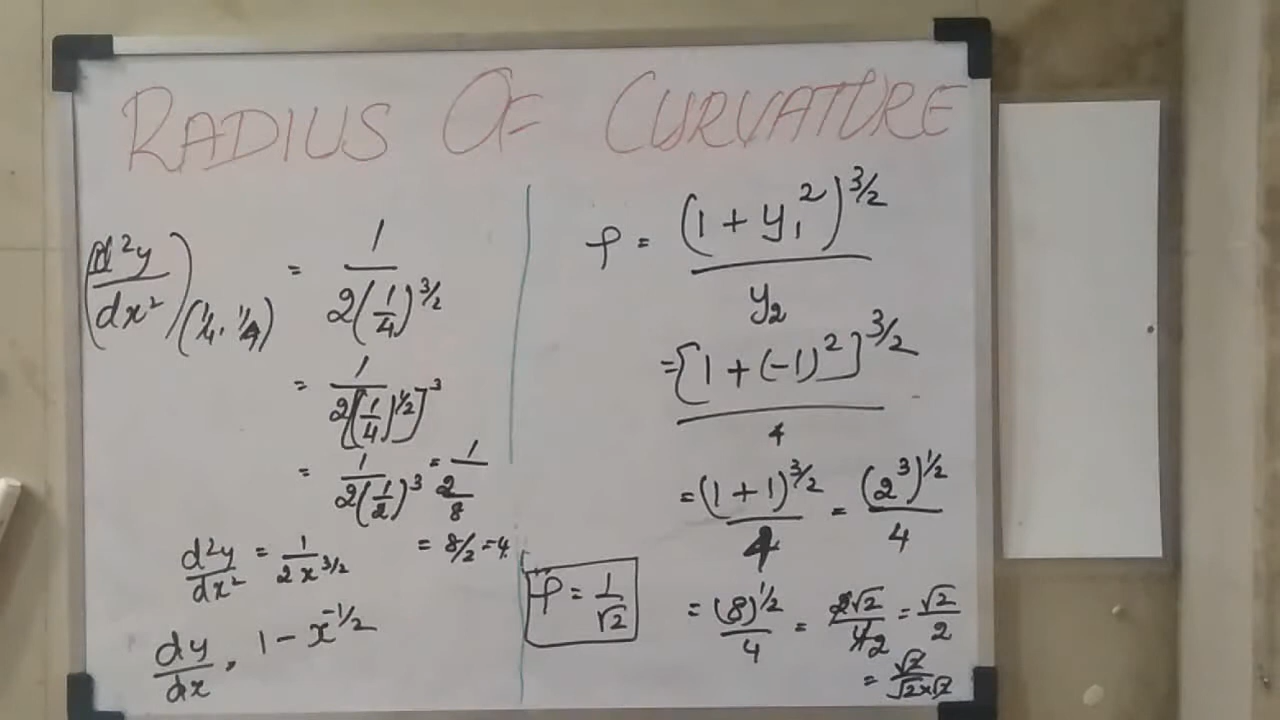 RADIUS OF CURVATURE
(d²y/dx²)(¼, ¼) = 1/2(1/4)^3/2
= 1/2[(1/4)^1/2]^3
= 1/2(1/2)^3 = 1/2/8
= 8/2 = 4.
d²y/dx² = 1/2x^3/2
dy/dx = 1 - x^-1/2
ρ = (1 + y₁²)^3/2 / y₂
= [1 + (-1)²]^3/2 / 4
= (1 + 1)^3/2 / 4 = (2³)^1/2 / 4
= (8)^1/2 / 4 = 2√2/4 2 = √2/2
= √2/√2×√2
ρ = 1/√2